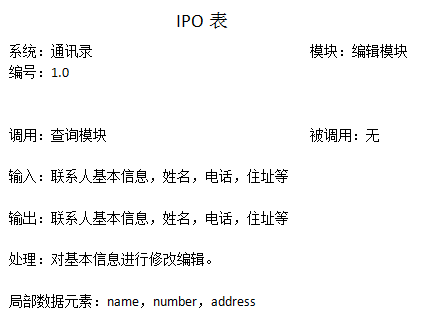 IPO 表
系统：通讯录 模块：编辑模块
编号：1.0
调用：查询模块 被调用：无
输入：联系人基本信息，姓名，电话，住址等
输出：联系人基本信息，姓名，电话，住址等
处理：对基本信息进行修改编辑。
局部数据元素：name，number，address